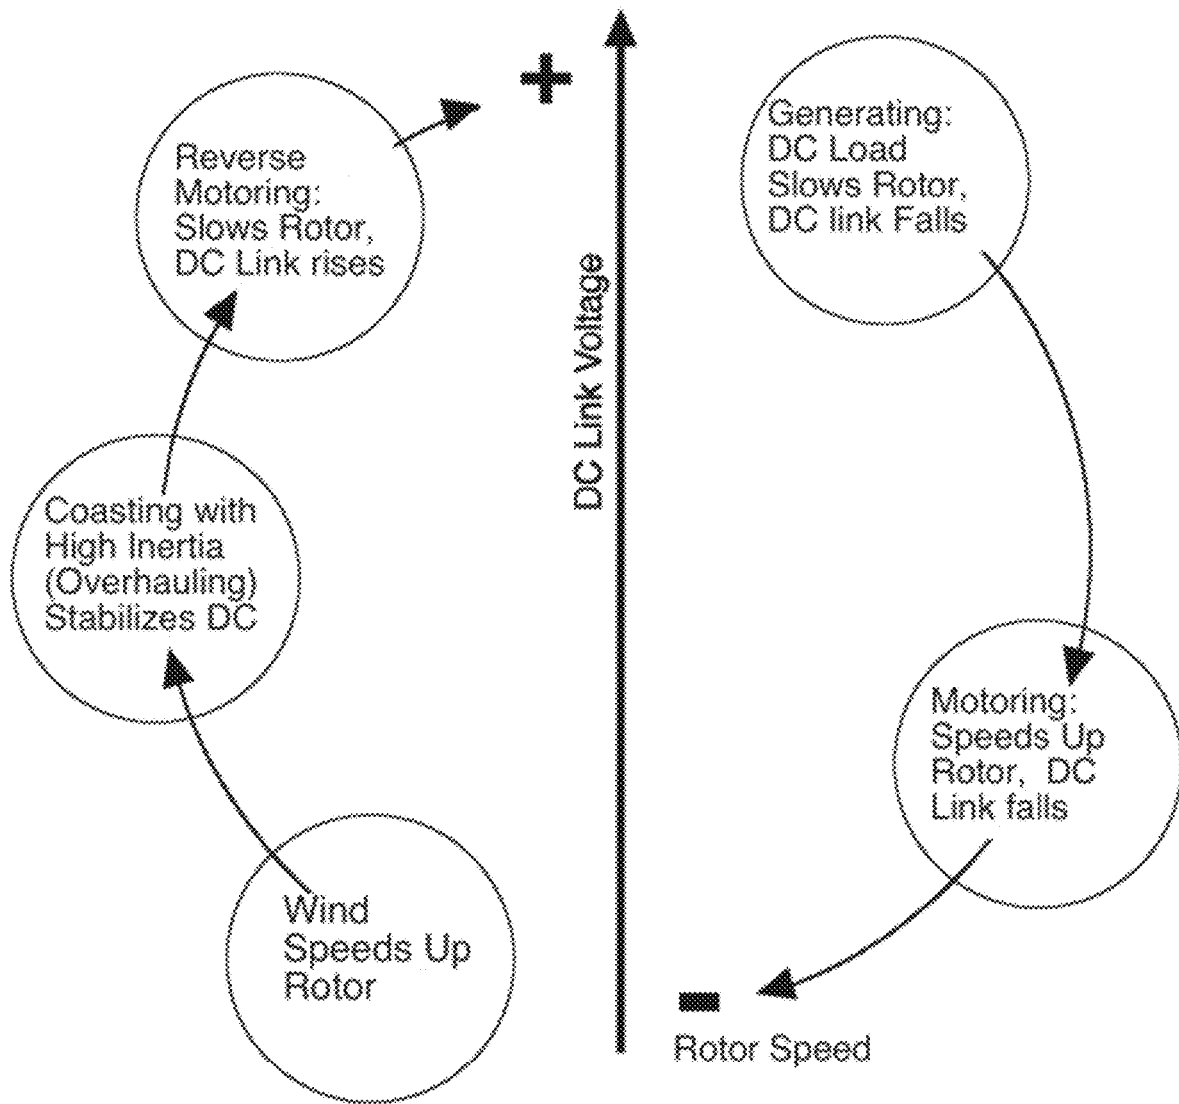 Reverse
Motoring:
Slows Rotor,
DC Link rises
Coasting with
High Inertia
(Overhauling)
Stabilizes DC
Wind
Speeds Up
Rotor
+
DC Link Voltage
Generating:
DC Load
Slows Rotor,
DC link Falls
Motoring:
Speeds Up
Rotor, DC
Link falls
-
Rotor Speed